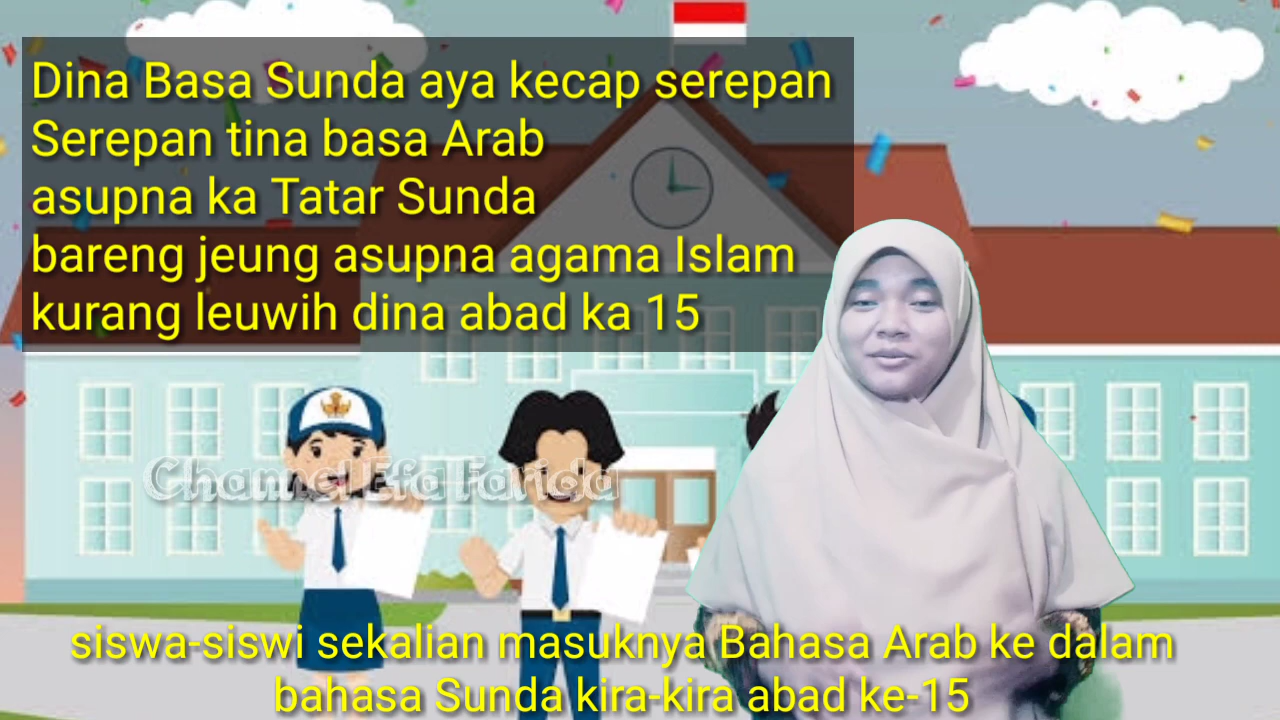 Dina Basa Sunda aya kecap serepan
Serepan tina basa Arab
asupna ka Tatar Sunda
bareng jeung asupna agama Islam
kurang leuwih dina abad ka 15
Channel Efa Farida
siswa-siswi sekalian masuknya Bahasa Arab ke dalam
bahasa Sunda kira-kira abad ke-15